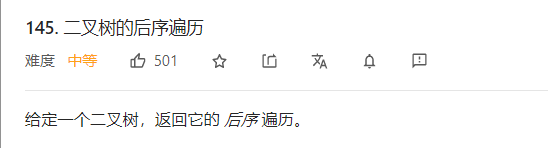 145. 二叉树的后序遍历
难度 中等 501
给定一个二叉树，返回它的 后序 遍历。